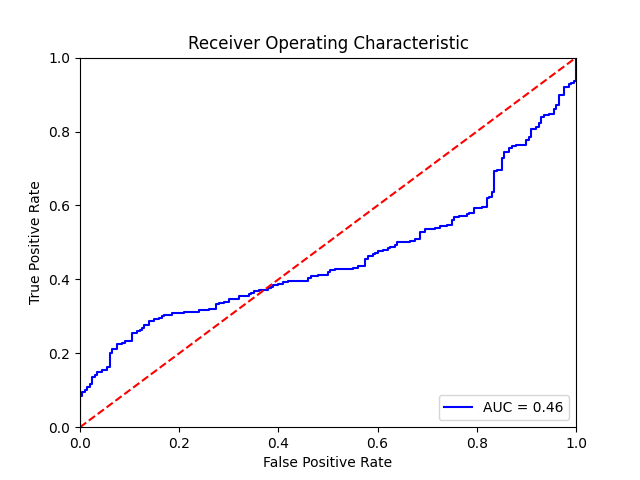 Receiver Operating Characteristic
True Positive Rate
1.0
0.8
0.6
0.4
0.2
0.0
AUC = 0.46
0.0 0.2 0.4 0.6 0.8 1.0
False Positive Rate